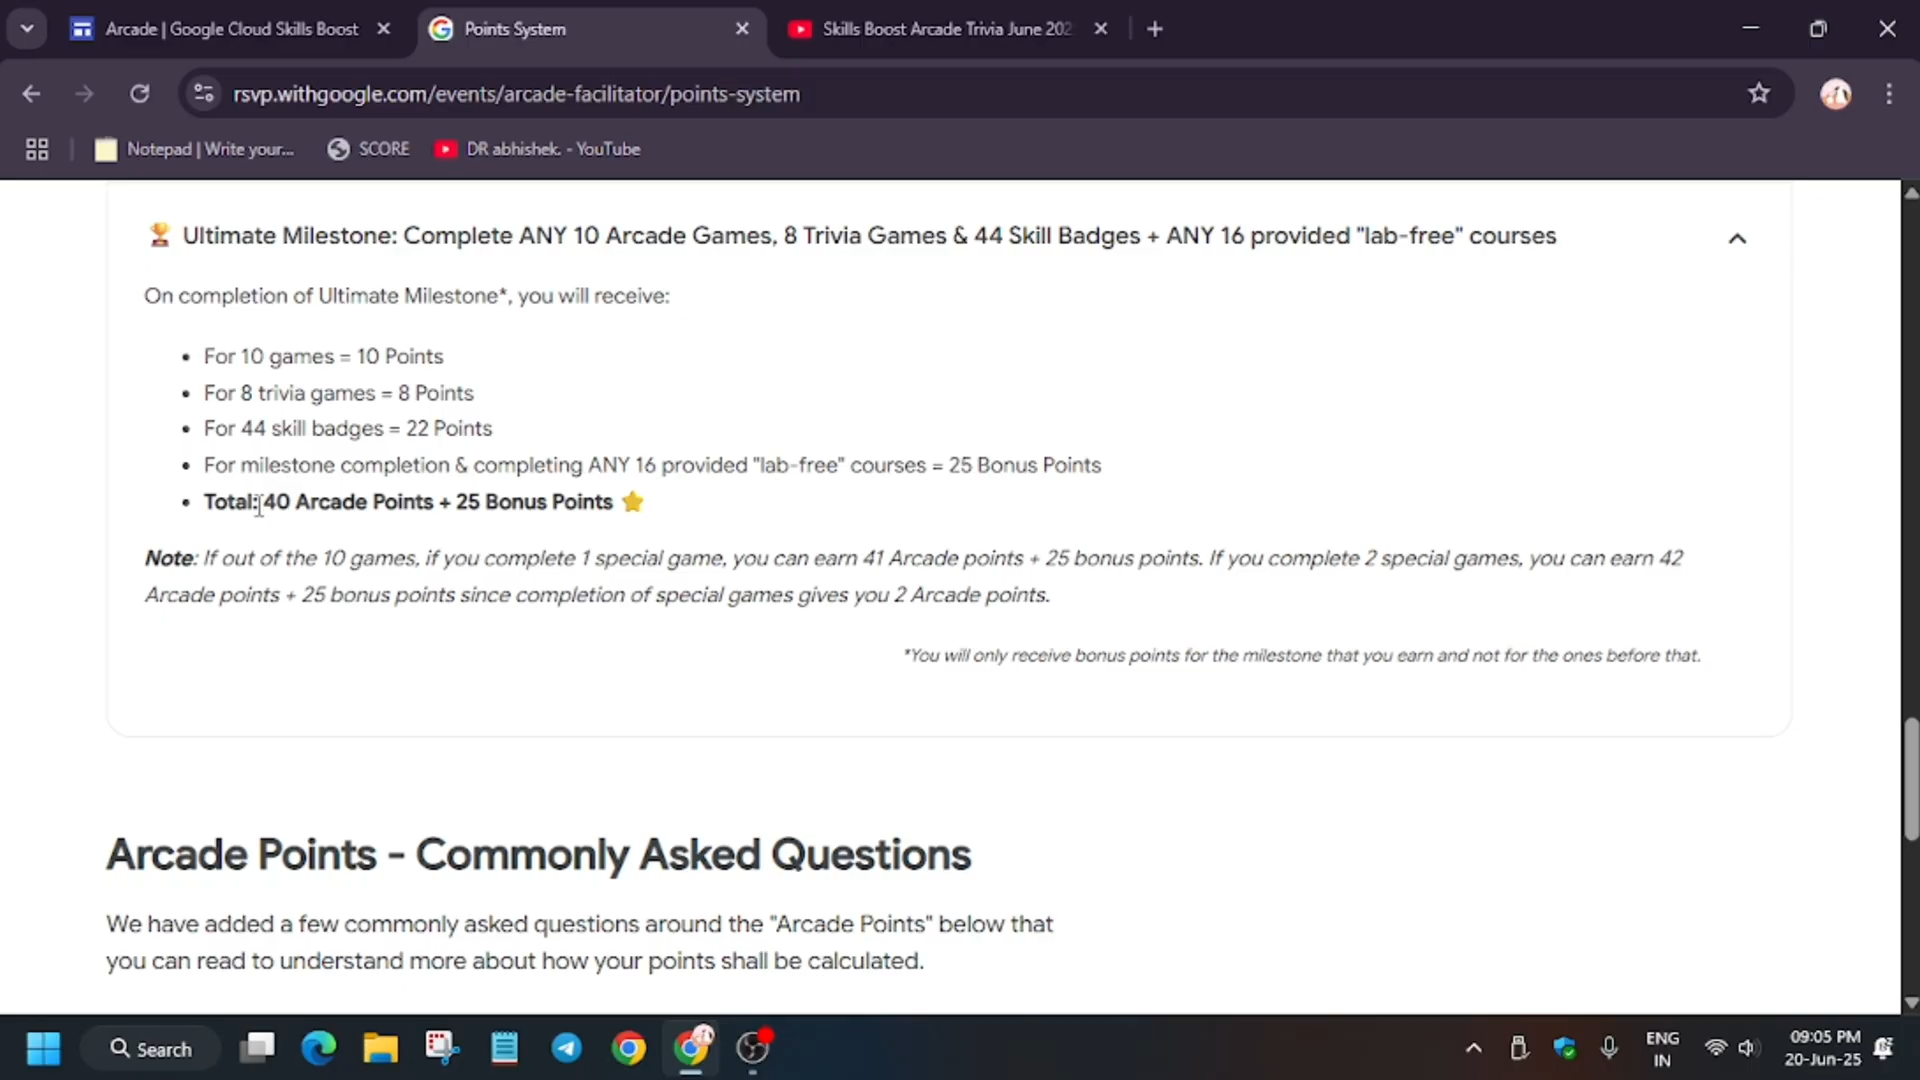 Arcade | Google Cloud Skills Boost
Points System
Skills Boost Arcade Trivia June 202
rsvp.withgoogle.com/events/arcade-facilitator/points-system
Notepad | Write your...
SCORE
DR abhishek. - YouTube
Ultimate Milestone: Complete ANY 10 Arcade Games, 8 Trivia Games & 44 Skill Badges + ANY 16 provided "lab-free" courses
On completion of Ultimate Milestone*, you will receive:
• For 10 games = 10 Points
• For 8 trivia games = 8 Points
• For 44 skill badges = 22 Points
• For milestone completion & completing ANY 16 provided "lab-free" courses = 25 Bonus Points
• Total: 40 Arcade Points + 25 Bonus Points
Note: If out of the 10 games, if you complete 1 special game, you can earn 41 Arcade points + 25 bonus points. If you complete 2 special games, you can earn 42
Arcade points + 25 bonus points since completion of special games gives you 2 Arcade points.
*You will only receive bonus points for the milestone that you earn and not for the ones before that.
Arcade Points - Commonly Asked Questions
We have added a few commonly asked questions around the "Arcade Points" below that
you can read to understand more about how your points shall be calculated.
Search
ENG
IN
09:05 PM
20-Jun-25